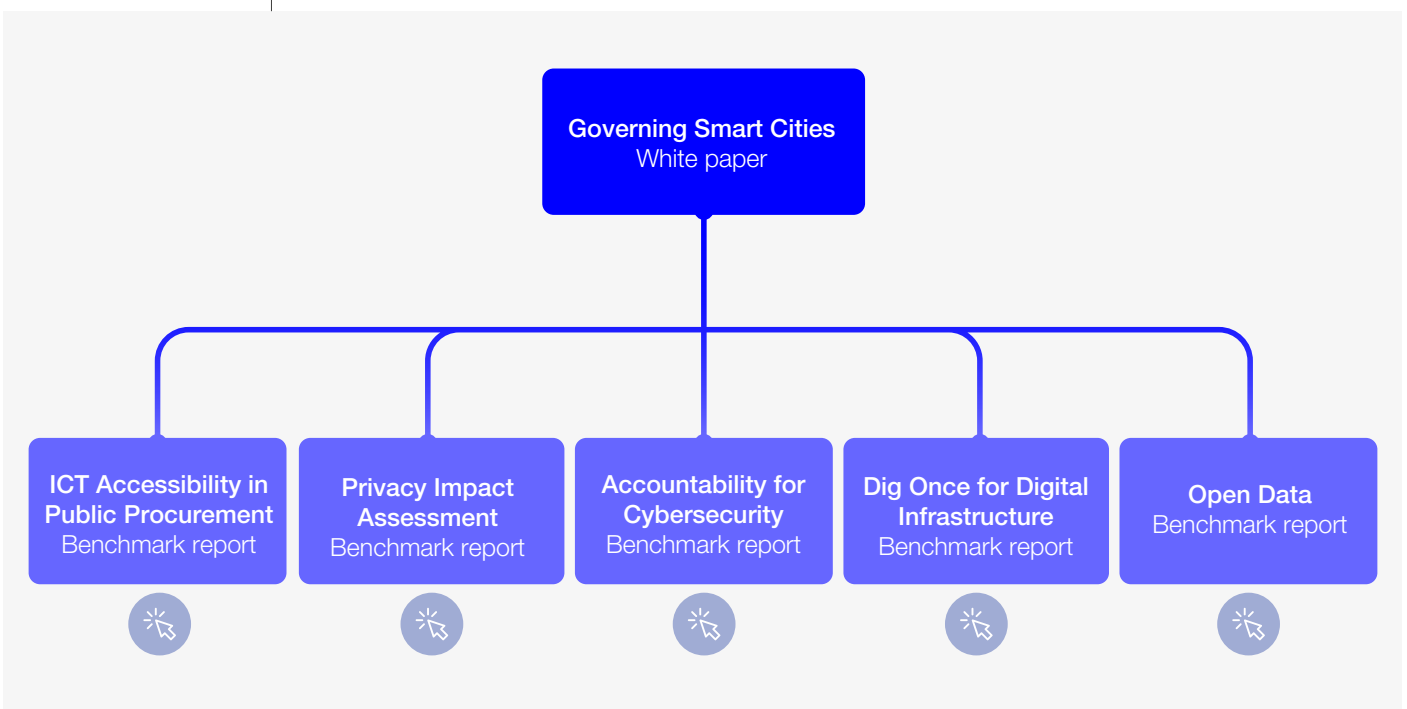 Governing Smart Cities
White paper
ICT Accessibility in
Public Procurement
Benchmark report
Privacy Impact
Assessment
Benchmark report
Accountability for
Cybersecurity
Benchmark report
Dig Once for Digital
Infrastructure
Benchmark report
Open Data
Benchmark report